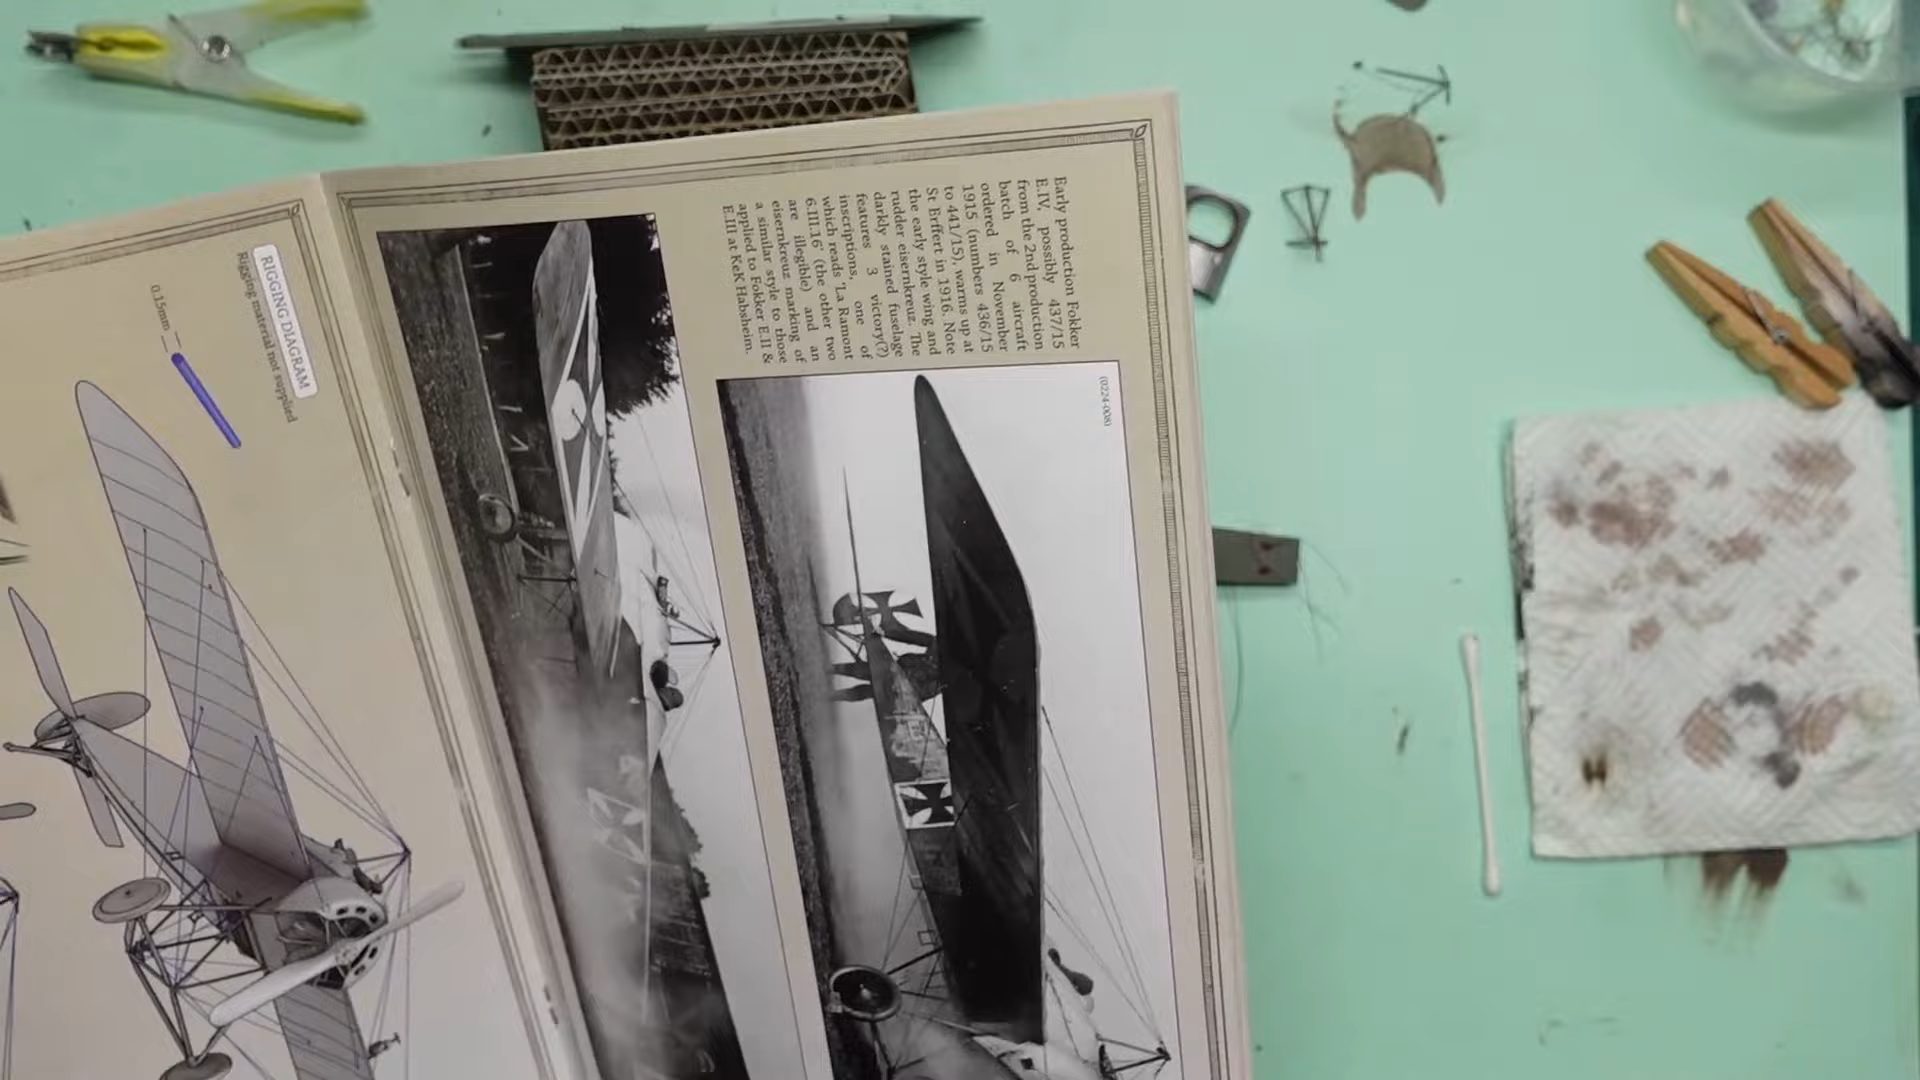 RIGGING DIAGRAM
Rigging material not supplied
0.15mm
Early production Fokker
E.IV, possibly 437/15
from the 2nd production
batch of 6 aircraft
ordered in November
1915 (numbers 436/15
to 441/15), warms up at
St Erffert in 1916. Note
the early style wing and
rudder eisernkreuz. The
darkly stained fuselage
features 3 victory(?)
inscriptions, one of
which reads 'La Ramont
6.III.16' (the other two
are illegible) and an
eisernkreuz marking of
a similar style to those
applied to Fokker E.II &
E.III at KeK Habsheim.
(0224-008)